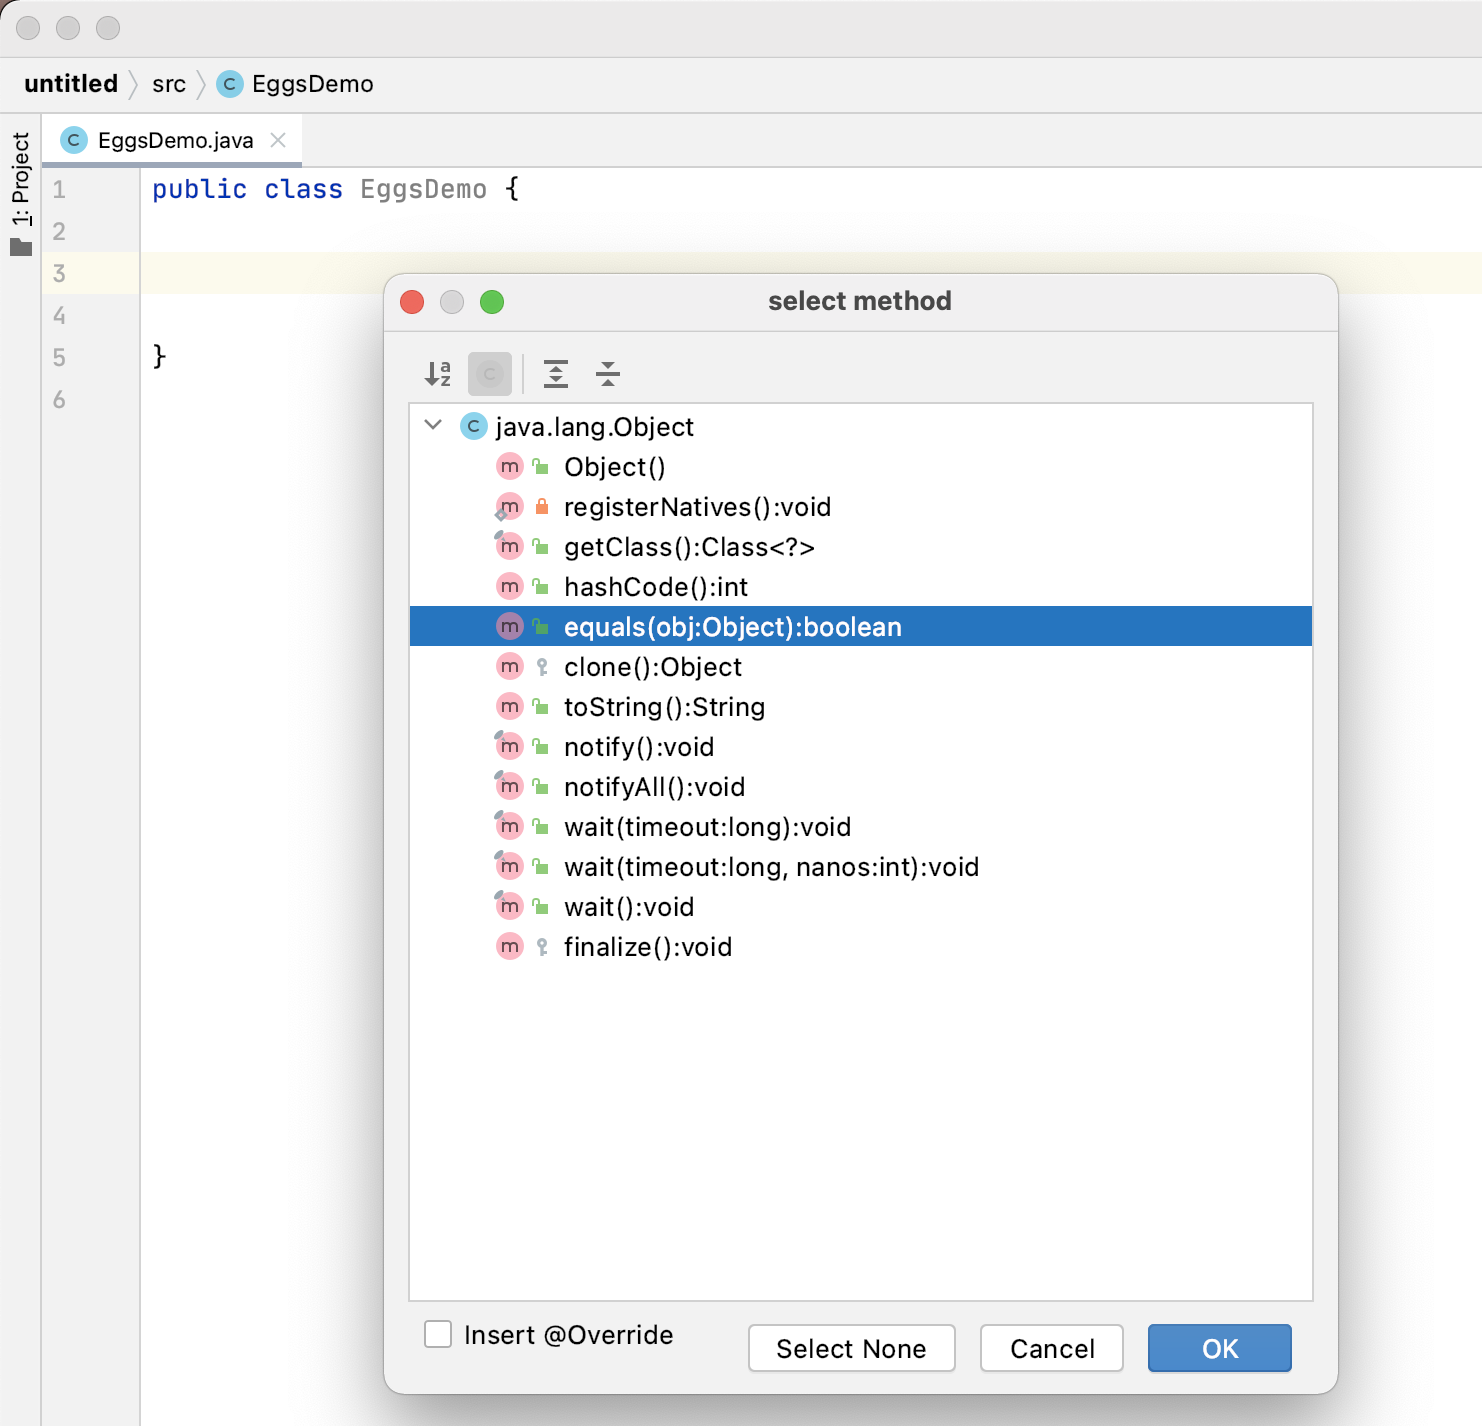 untitled src C EggsDemo
1: Project
C EggsDemo.java
1 public class EggsDemo {
2
3
4
5 }
6
select method
a z C
C java.lang.Object
m Object()
m registerNatives():void
m getClass():Class<?>
m hashCode():int
m equals(obj:Object):boolean
m clone():Object
m toString():String
m notify():void
m notifyAll():void
m wait(timeout:long):void
m wait(timeout:long, nanos:int):void
m wait():void
m finalize():void
Insert @Override
Select None Cancel OK